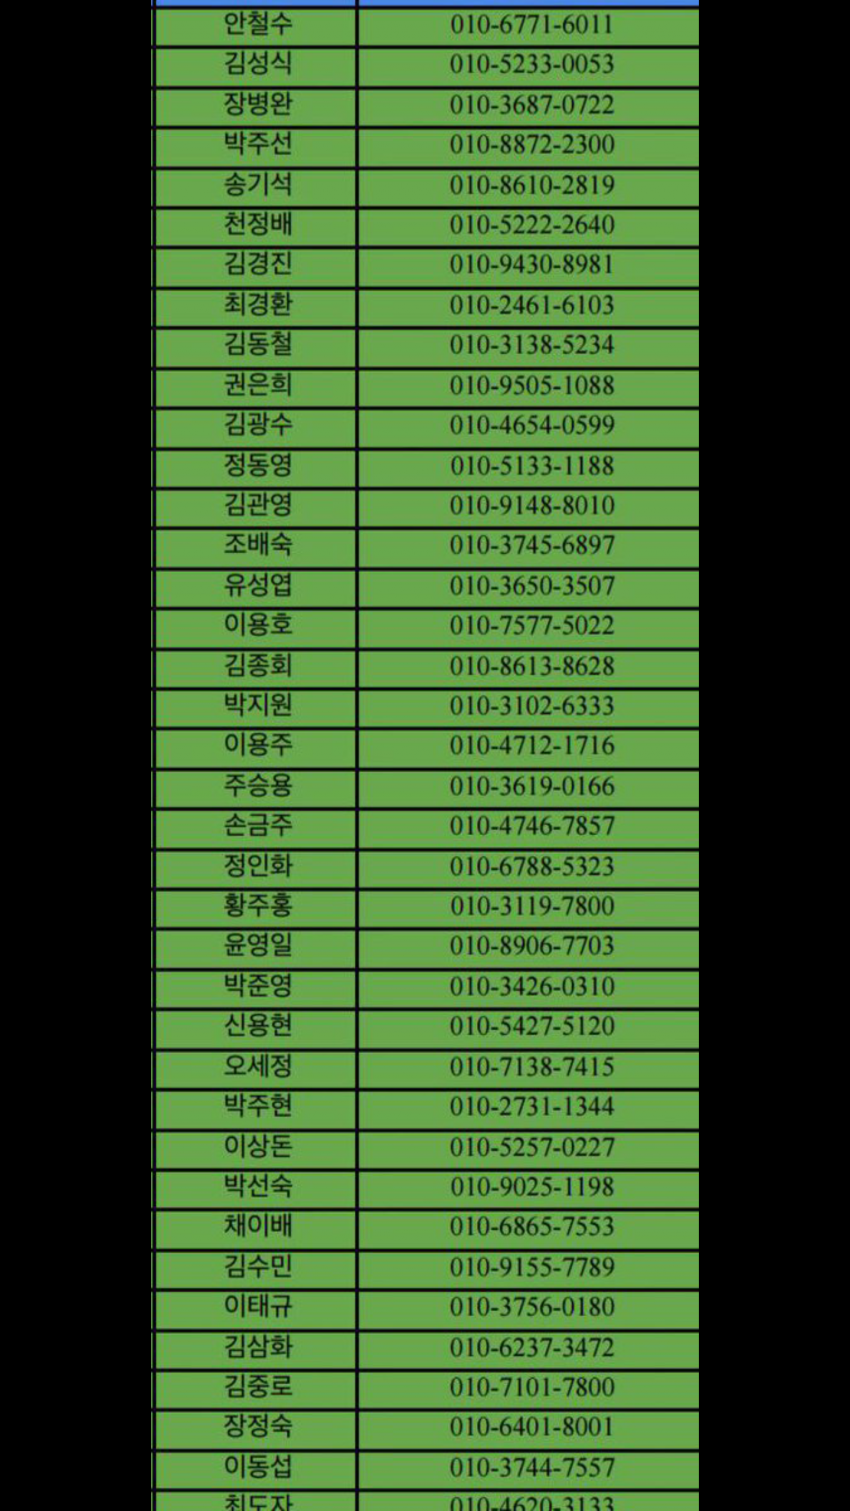 안철수 010-6771-6011
김성식 010-5233-0053
장병완 010-3687-0722
박주선 010-8872-2300
송기석 010-8610-2819
천정배 010-5222-2640
김경진 010-9430-8981
최경환 010-2461-6103
김동철 010-3138-5234
권은희 010-9505-1088
김광수 010-4654-0599
정동영 010-5133-1188
김관영 010-9148-8010
조배숙 010-3745-6897
유성엽 010-3650-3507
이용호 010-7577-5022
김종회 010-8613-8628
박지원 010-3102-6333
이용주 010-4712-1716
주승용 010-3619-0166
손금주 010-4746-7857
정인화 010-6788-5323
황주홍 010-3119-7800
윤영일 010-8906-7703
박준영 010-3426-0310
신용현 010-5427-5120
오세정 010-7138-7415
박주현 010-2731-1344
이상돈 010-5257-0227
박선숙 010-9025-1198
채이배 010-6865-7553
김수민 010-9155-7789
이태규 010-3756-0180
김삼화 010-6237-3472
김중로 010-7101-7800
장정숙 010-6401-8001
이동섭 010-3744-7557
최도자 010-4620-3133